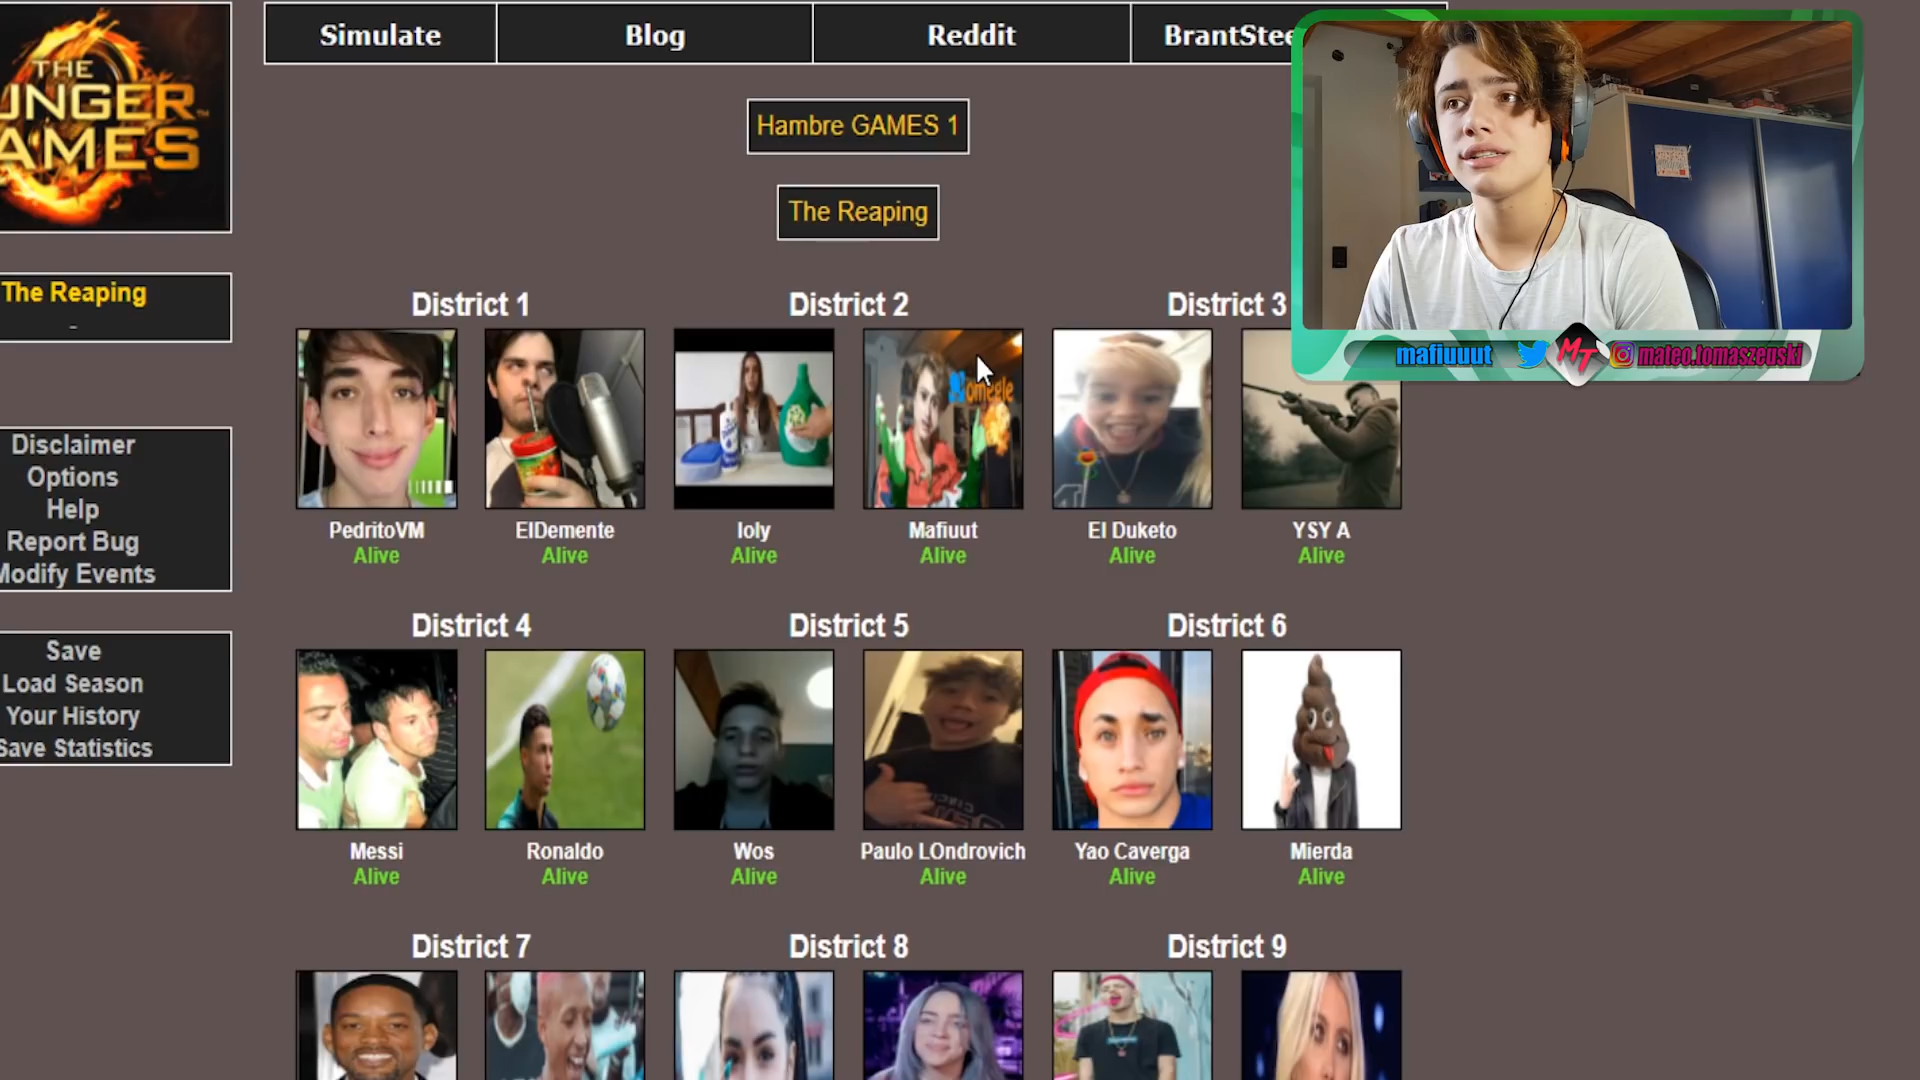 THE
UNGER
AMES
Simulate
Blog
Reddit
BrantStee
Hambre GAMES 1
The Reaping
The Reaping
-
Disclaimer
Options
Help
Report Bug
Modify Events
Save
Load Season
Your History
Save Statistics
District 1
District 2
District 3
omegle
PedritoVM
ElDemente
loly
Mafiuut
El Duketo
YSY A
Alive
Alive
Alive
Alive
Alive
Alive
District 4
District 5
District 6
Messi
Ronaldo
Wos
Paulo LOndrovich
Yao Caverga
Mierda
Alive
Alive
Alive
Alive
Alive
Alive
District 7
District 8
District 9
mafiuuut
MT
mateo.tomaszeuski